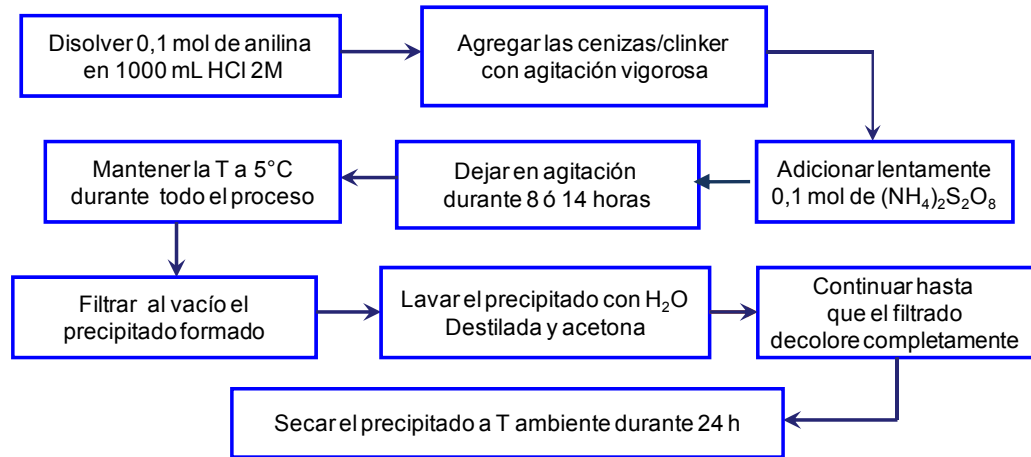 Disolver 0,1 mol de anilina
en 1000 mL HCl 2M
Agregar las cenizas/clinker
con agitación vigorosa
Adicionar lentamente
0,1 mol de (NH₄)₂S₂O₈
Dejar en agitación
durante 8 ó 14 horas
Mantener la T a 5°C
durante todo el proceso
Filtrar al vacío el
precipitado formado
Lavar el precipitado con H₂O
Destilada y acetona
Continuar hasta
que el filtrado
decolore completamente
Secar el precipitado a T ambiente durante 24 h